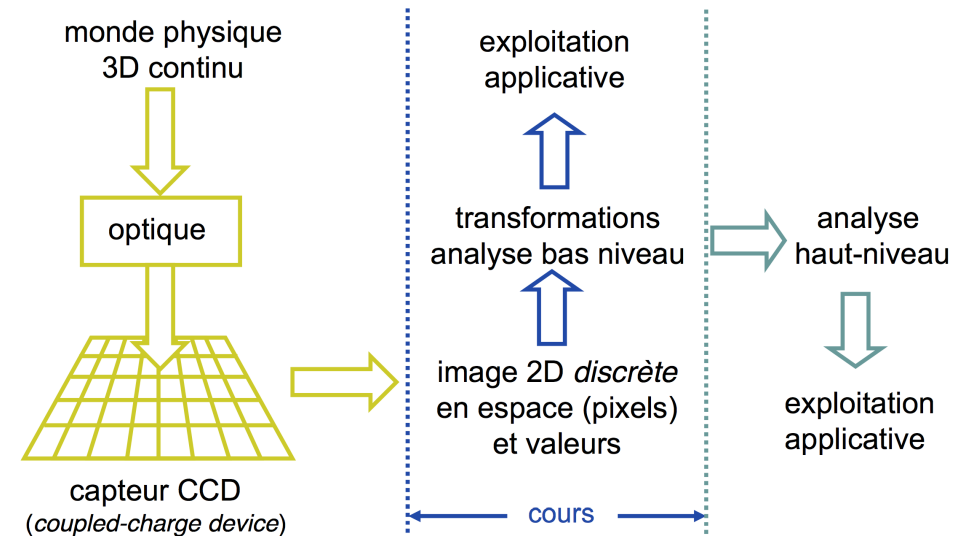 monde physique
3D continu
optique
capteur CCD
(coupled-charge device)
exploitation
applicative
transformations
analyse bas niveau
image 2D discrète
en espace (pixels)
et valeurs
cours
analyse
haut-niveau
exploitation
applicative